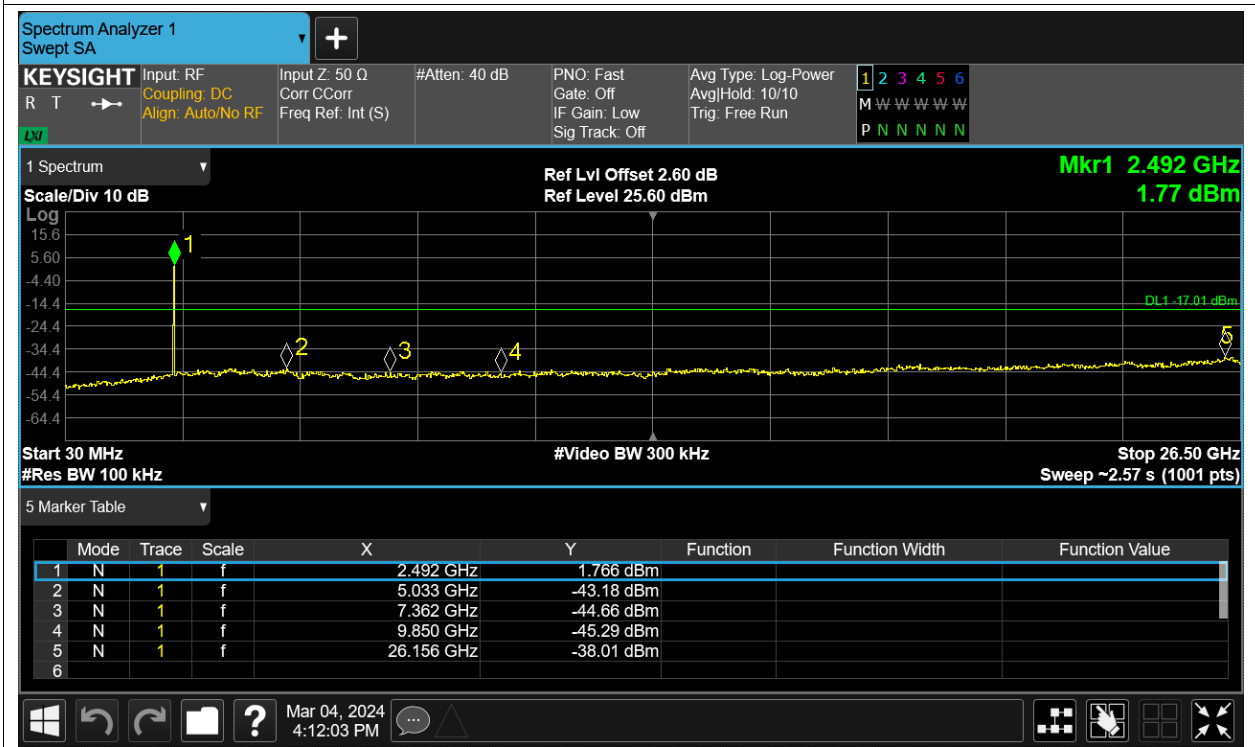 Spectrum Analyzer 1
Swept SA
KEYSIGHT
R T
LXI
Input: RF
Coupling: DC
Align: Auto/No RF
Input Z: 50 Ω
Corr CCorr
Freq Ref: Int (S)
#Atten: 40 dB
PNO: Fast
Gate: Off
IF Gain: Low
Sig Track: Off
Avg Type: Log-Power
Avg|Hold: 10/10
Trig: Free Run
1 2 3 4 5 6
M W W W W W
P N N N N N
1 Spectrum
Scale/Div 10 dB
Ref Lvl Offset 2.60 dB
Ref Level 25.60 dBm
Mkr1 2.492 GHz
1.77 dBm
Log
15.6
5.60
-4.40
-14.4
-24.4
-34.4
-44.4
-54.4
-64.4
1
2
3
4
5
DL1 -17.01 dBm
Start 30 MHz
#Res BW 100 kHz
#Video BW 300 kHz
Stop 26.50 GHz
Sweep ~2.57 s (1001 pts)
5 Marker Table
Mode Trace Scale X Y Function Function Width Function Value
1 N 1 f 2.492 GHz 1.766 dBm
2 N 1 f 5.033 GHz -43.18 dBm
3 N 1 f 7.362 GHz -44.66 dBm
4 N 1 f 9.850 GHz -45.29 dBm
5 N 1 f 26.156 GHz -38.01 dBm
6
?
Mar 04, 2024
4:12:03 PM